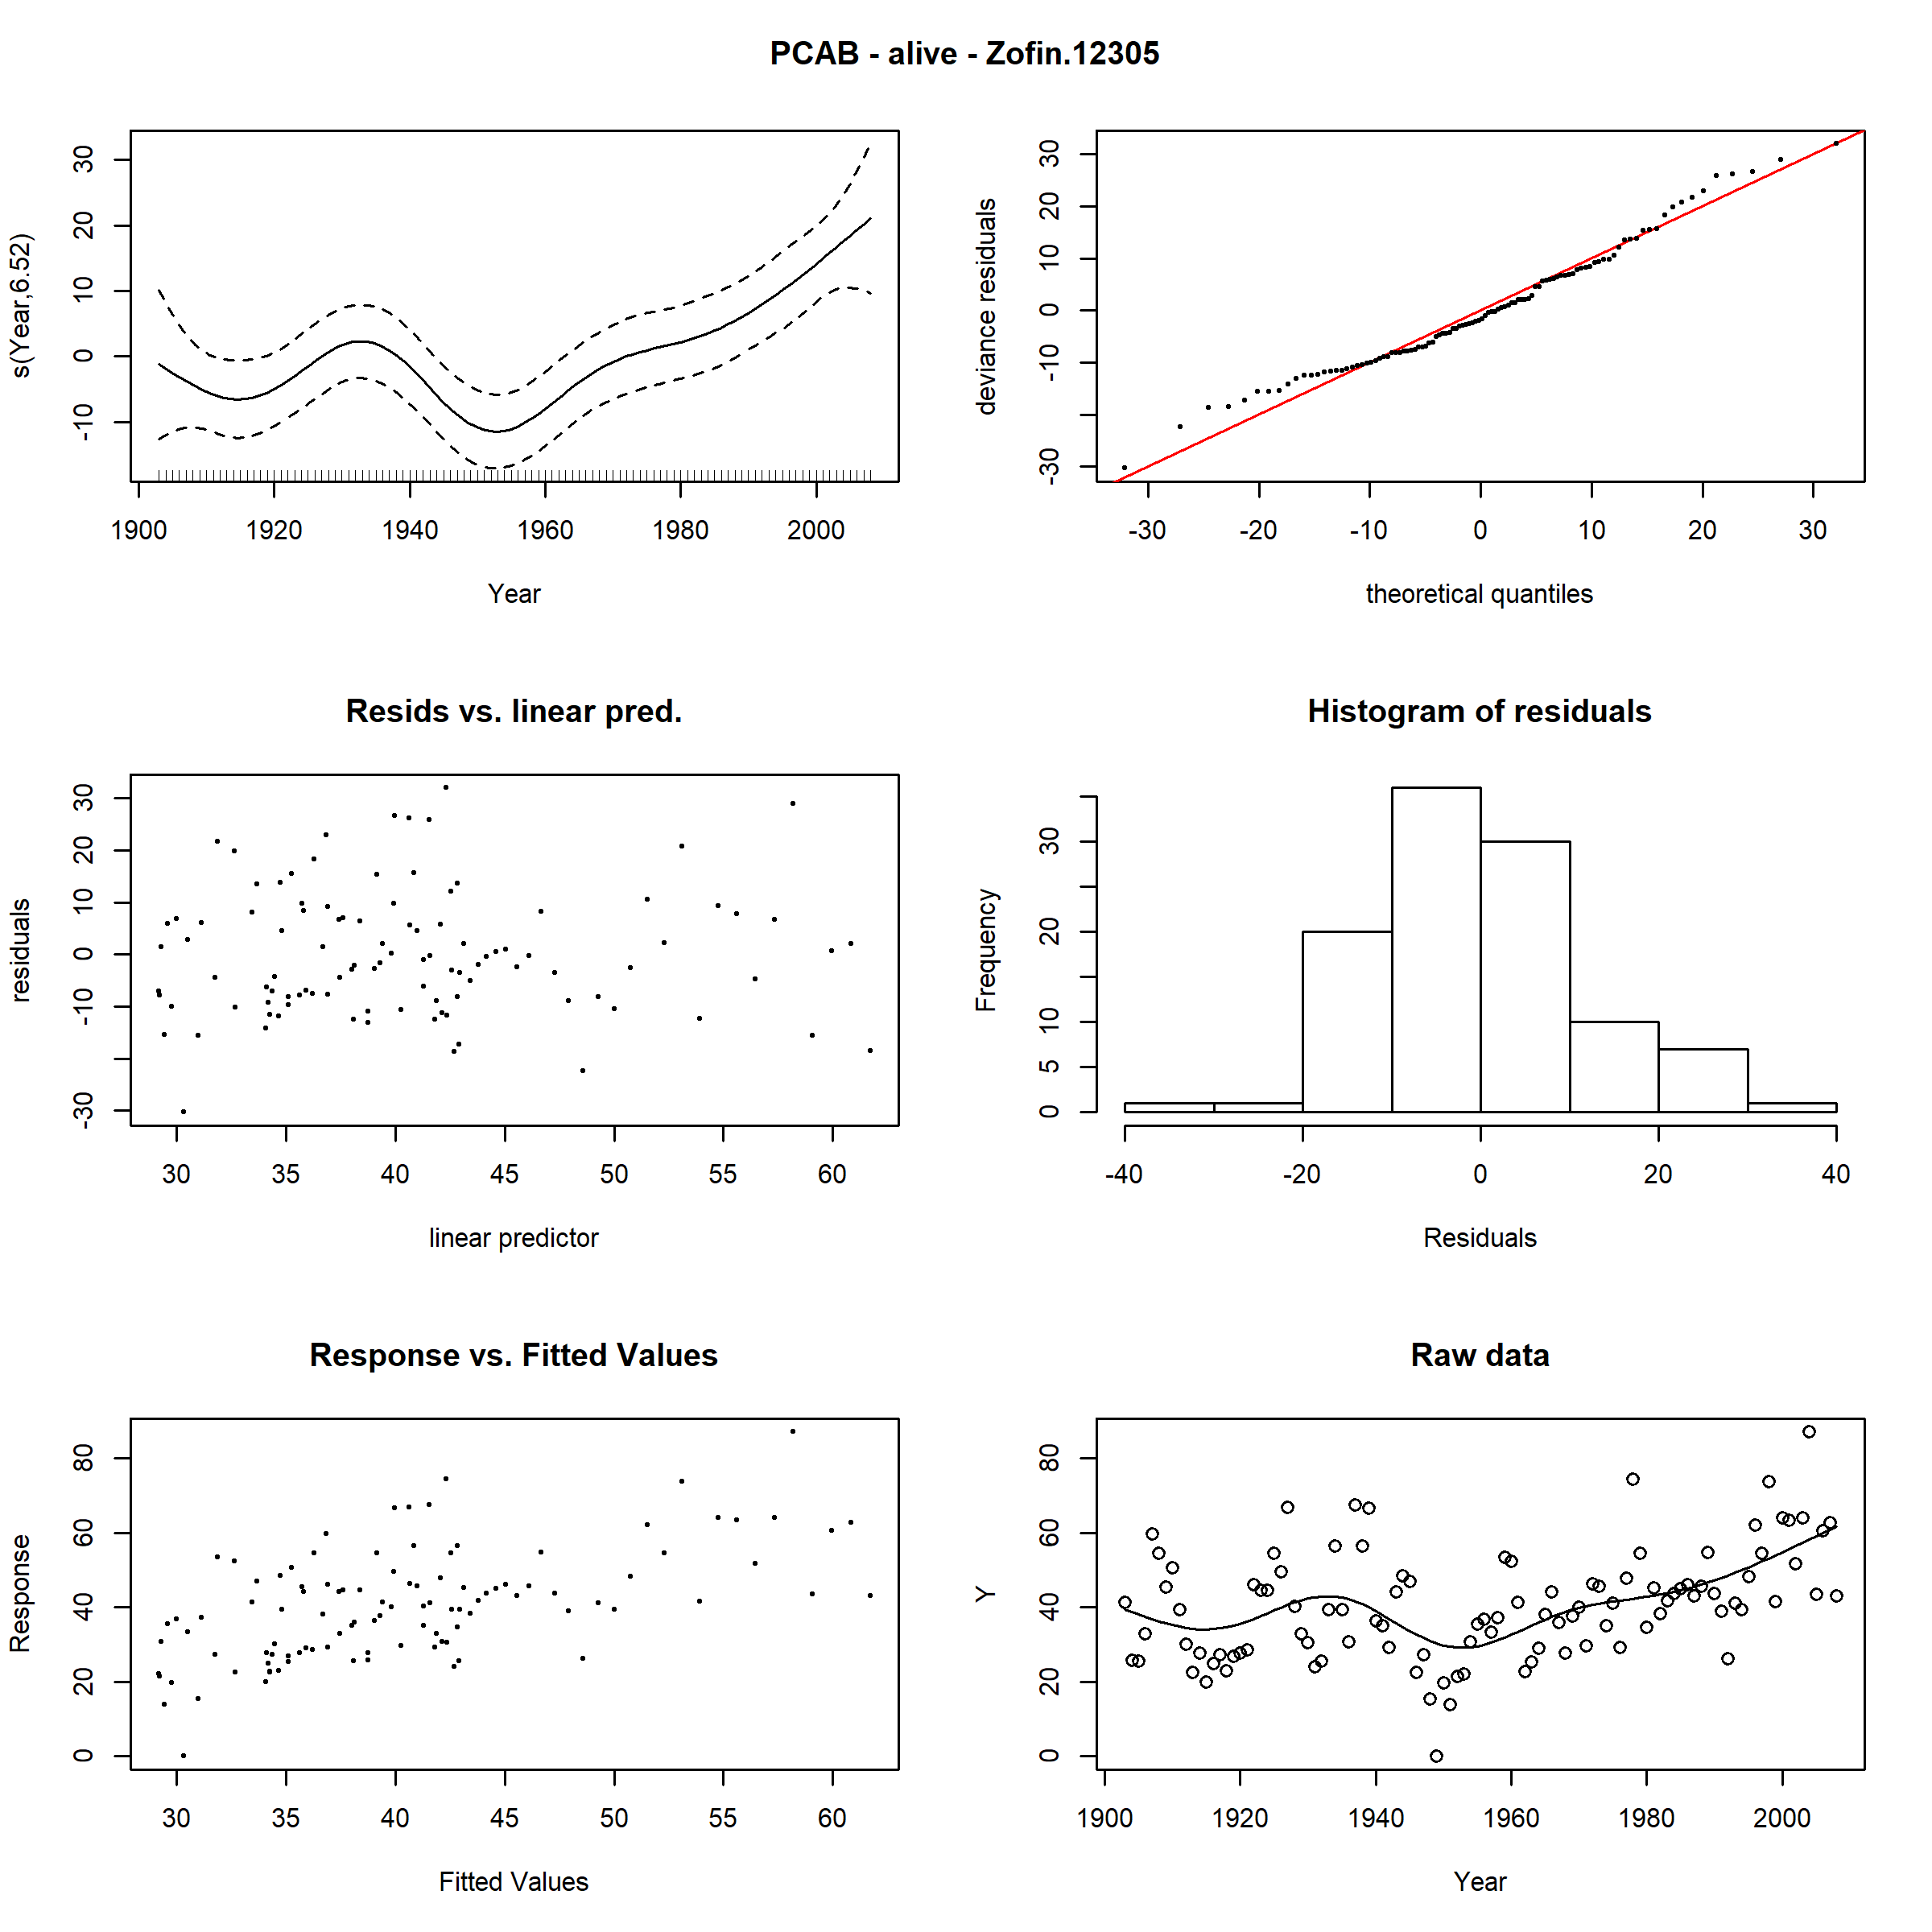 PCAB - alive - Zofin.12305
s(Year,6.52)
30
20
10
0
-10
1900 1920 1940 1960 1980 2000
Year
deviance residuals
30
20
10
0
-10
-30
-30 -20 -10 0 10 20 30
theoretical quantiles
Resids vs. linear pred.
residuals
30
20
10
0
-10
-30
30 35 40 45 50 55 60
linear predictor
Histogram of residuals
Frequency
30
20
10
5
0
-40 -20 0 20 40
Residuals
Response vs. Fitted Values
Response
80
60
40
20
0
30 35 40 45 50 55 60
Fitted Values
Raw data
Y
80
60
40
20
0
1900 1920 1940 1960 1980 2000
Year